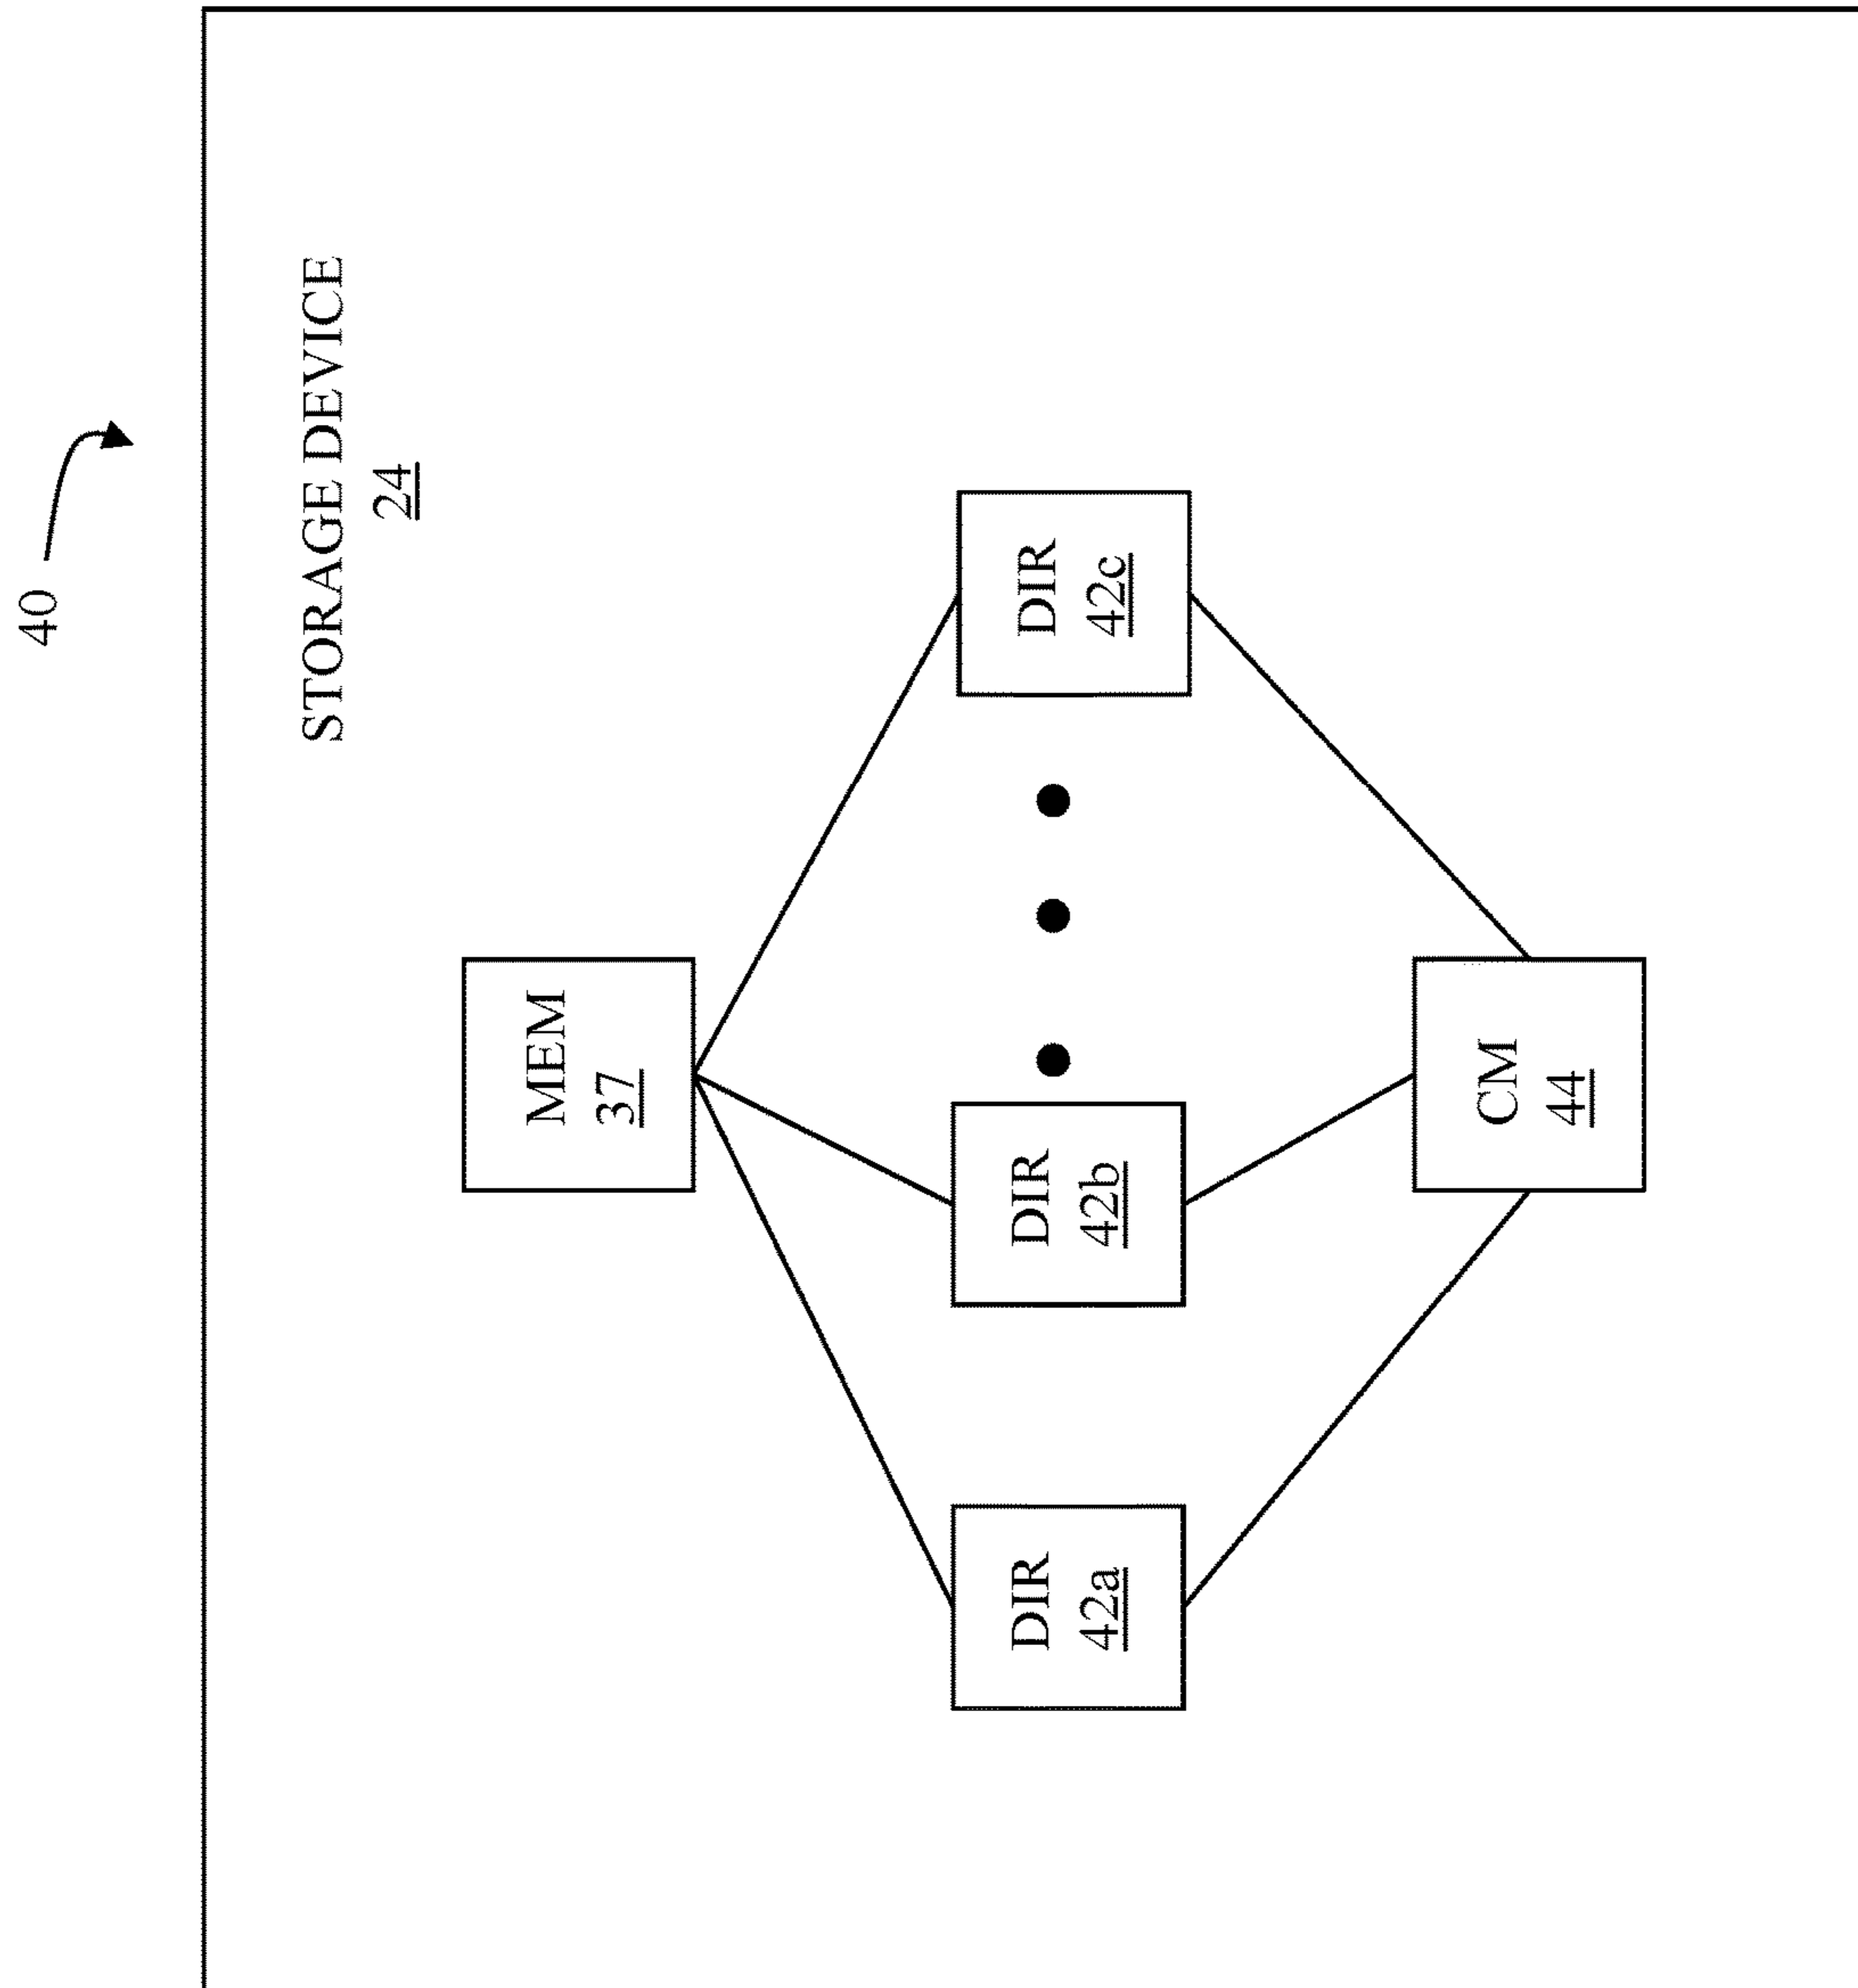 40
STORAGE DEVICE
24
MEM
37
DIR
42a
DIR
42b
DIR
42c
CM
44